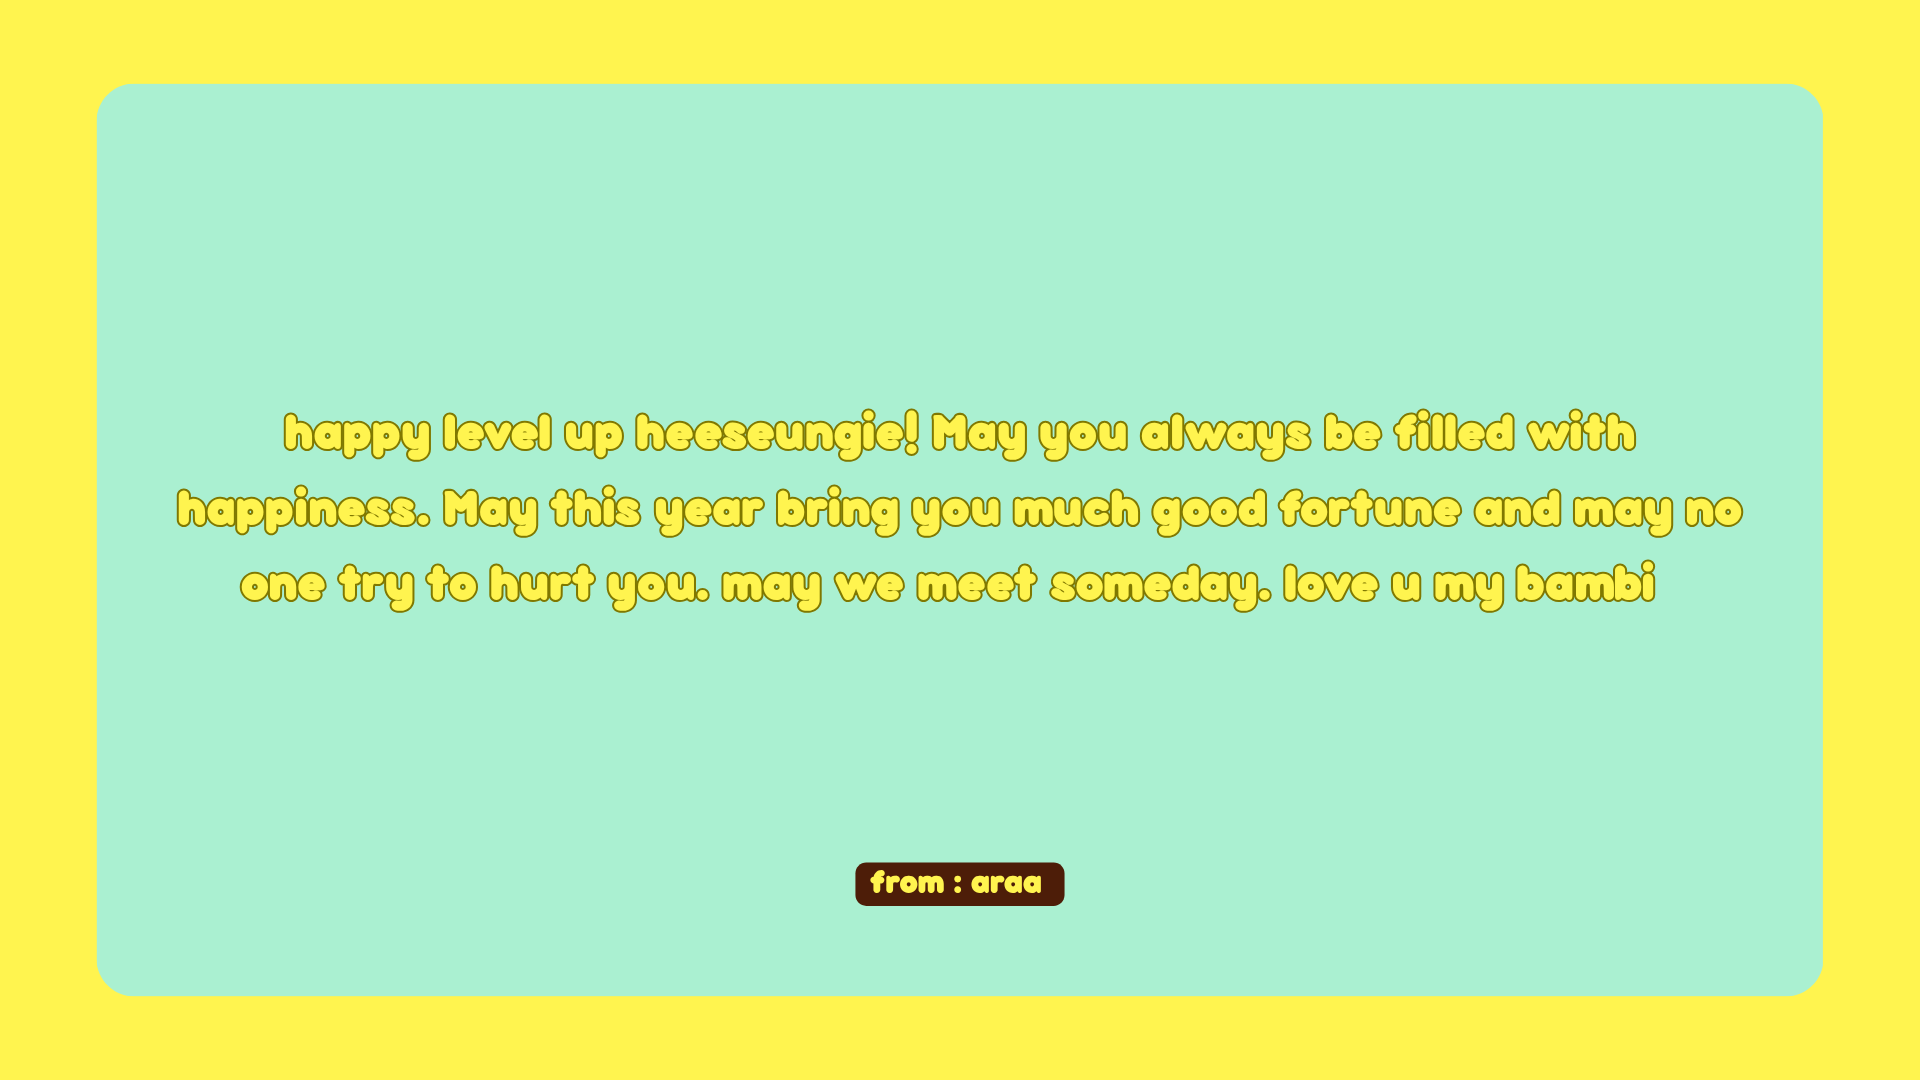 happy level up heeseungie! May you always be filled with
happiness. May this year bring you much good fortune and may no
one try to hurt you. may we meet someday. love u my bambi
from : araa